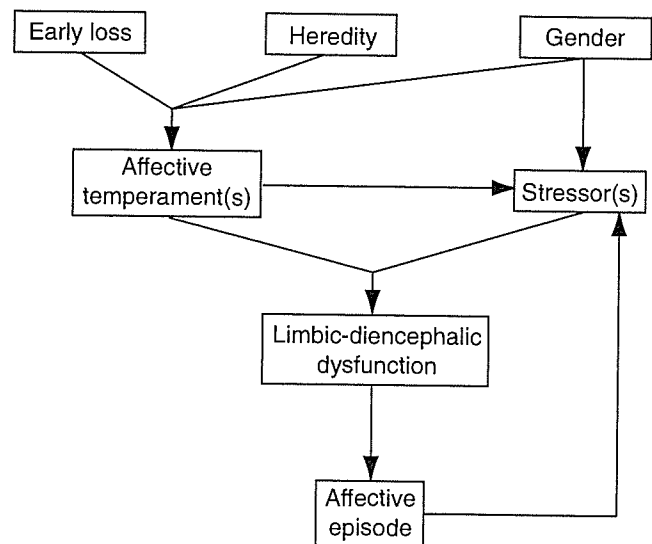 Early loss
Heredity
Gender
Affective
temperament(s)
Stressor(s)
Limbic-diencephalic
dysfunction
Affective
episode